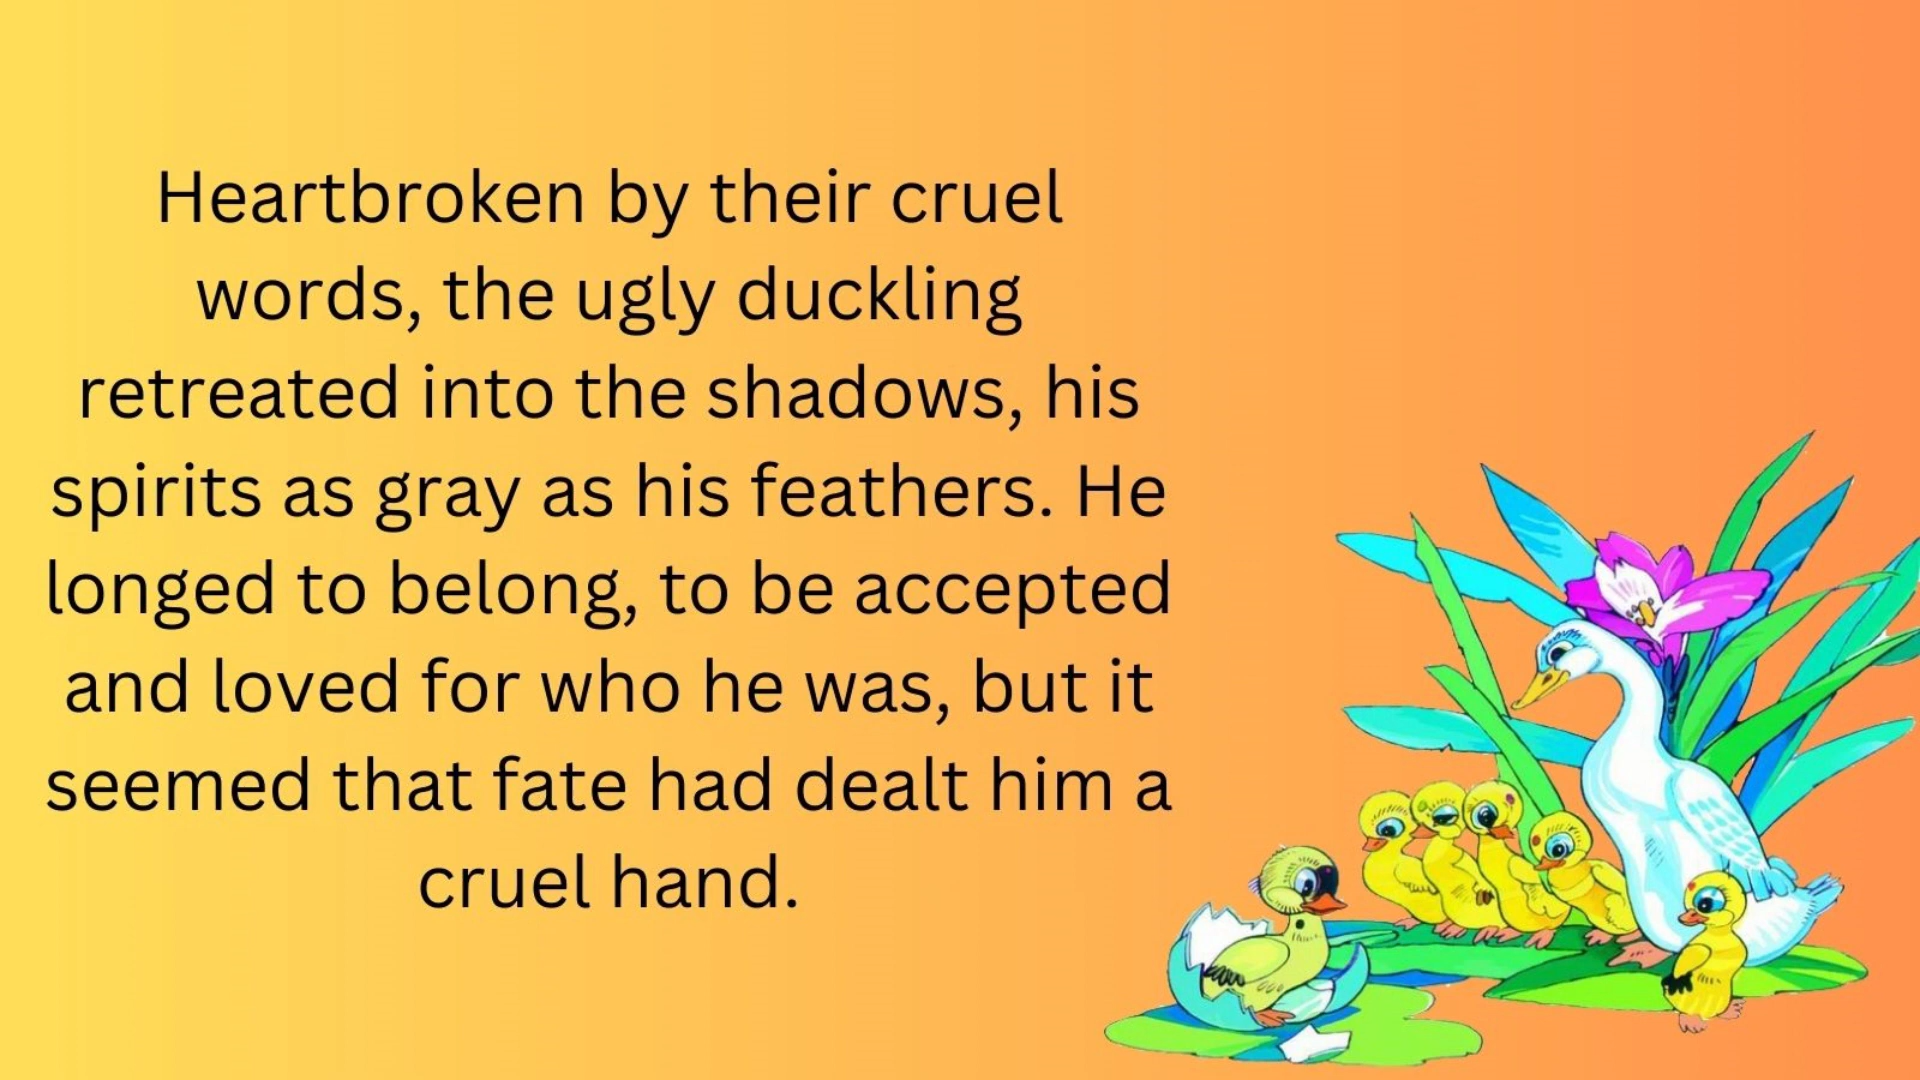 Heartbroken by their cruel
words, the ugly duckling
retreated into the shadows, his
spirits as gray as his feathers. He
longed to belong, to be accepted
and loved for who he was, but it
seemed that fate had dealt him a
cruel hand.